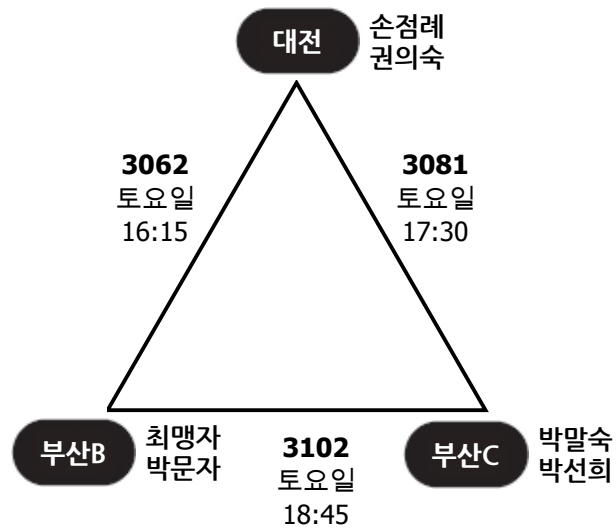 대전
손점례
권의숙
3062
토요일
16:15
3081
토요일
17:30
부산B
최맹자
박문자
3102
토요일
18:45
부산C
박말숙
박선희